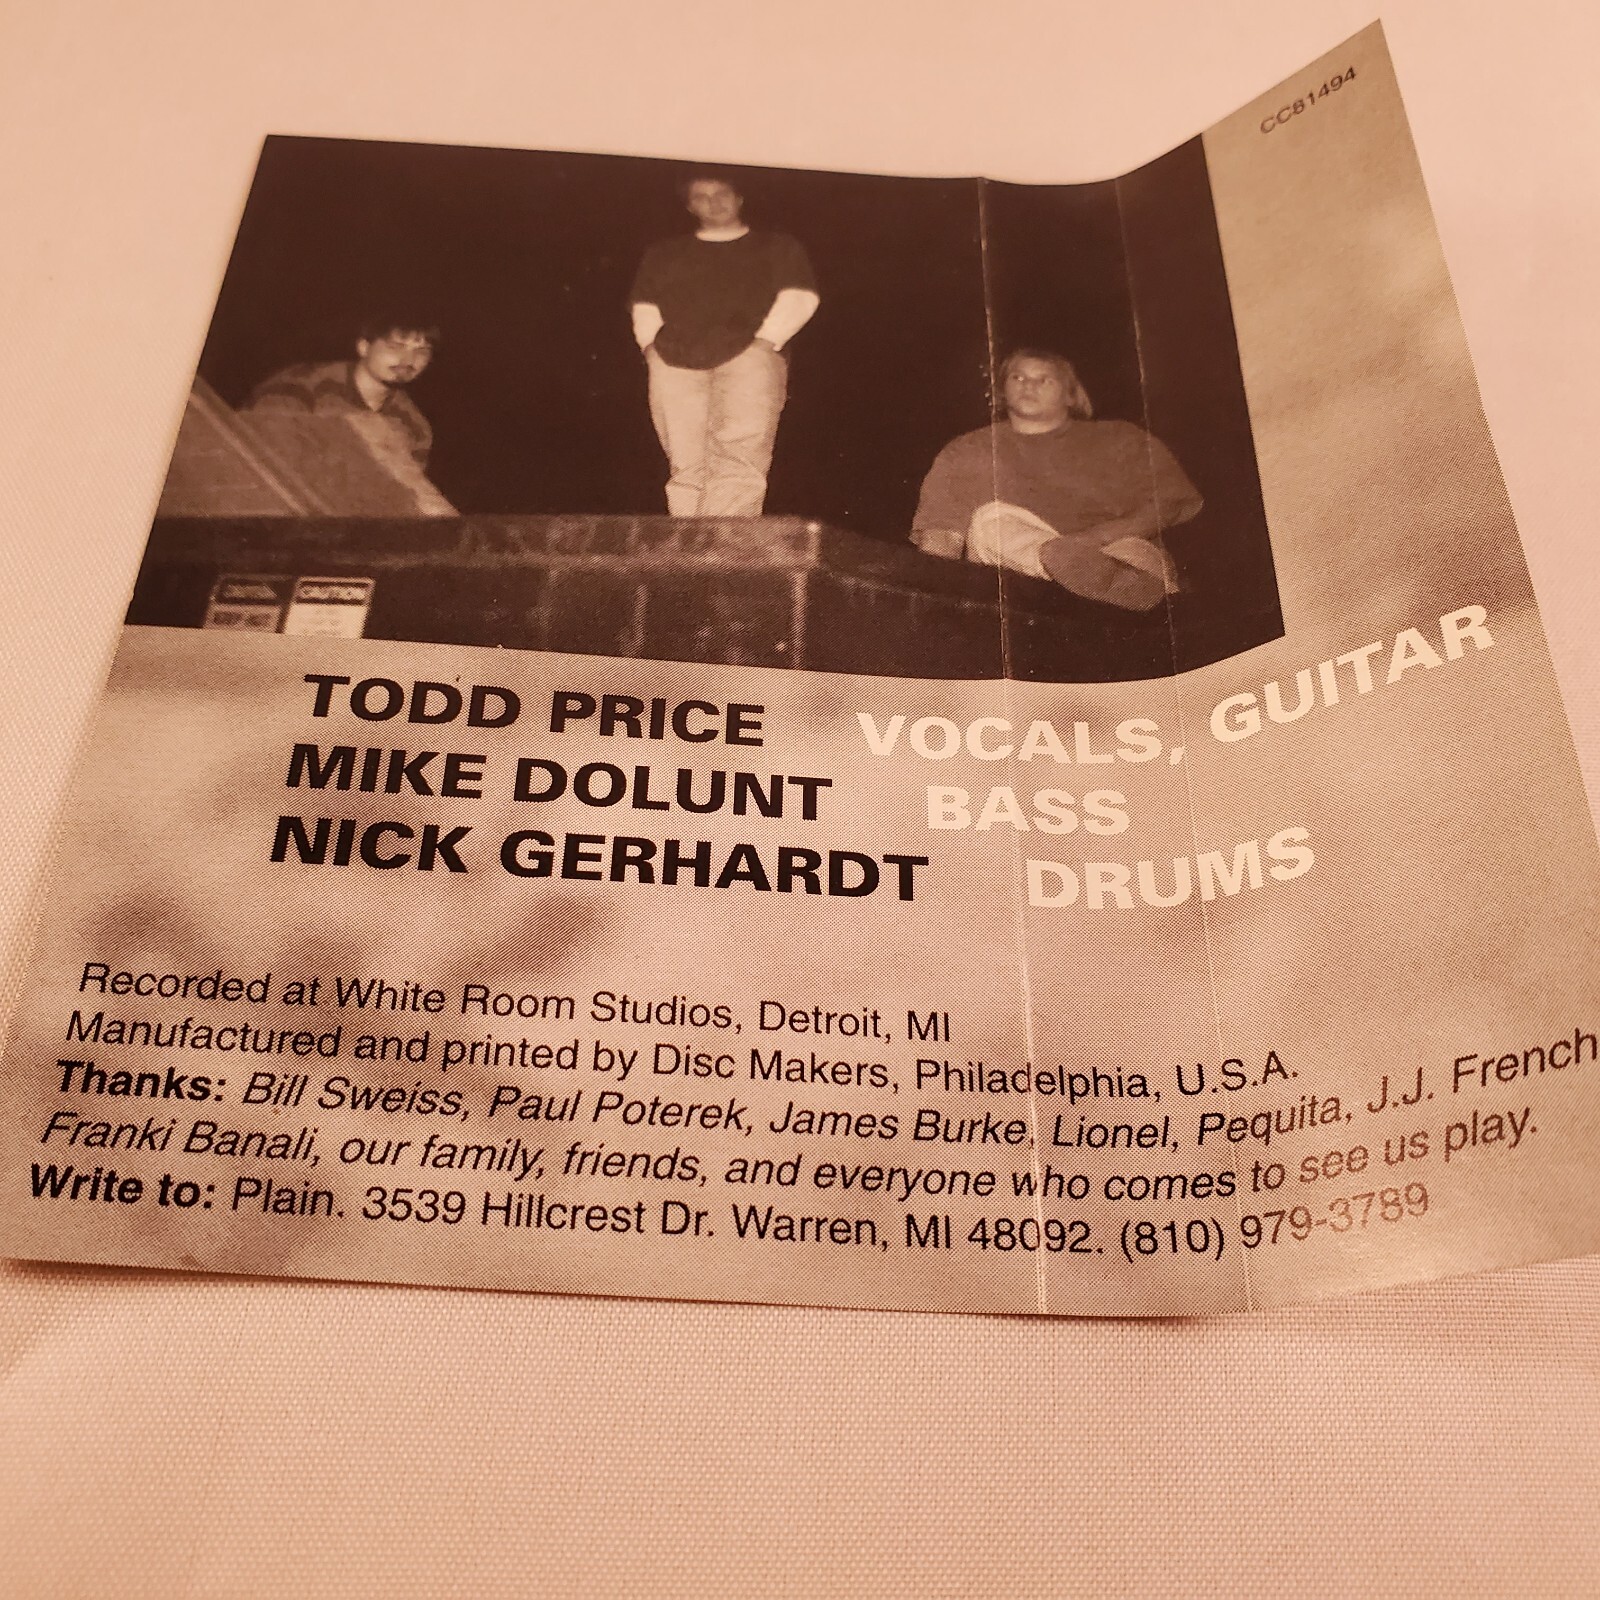 CC81494
CAUTION
TODD PRICE VOCALS, GUITAR
MIKE DOLUNT BASS
NICK GERHARDT DRUMS
Recorded at White Room Studios, Detroit, MI
Manufactured and printed by Disc Makers, Philadelphia, U.S.A.
Thanks: Bill Sweiss, Paul Poterek, James Burke, Lionel, Pequita, J.J. French
Franki Banali, our family, friends, and everyone who comes to see us play.
Write to: Plain. 3539 Hillcrest Dr. Warren, MI 48092. (810) 979-3789